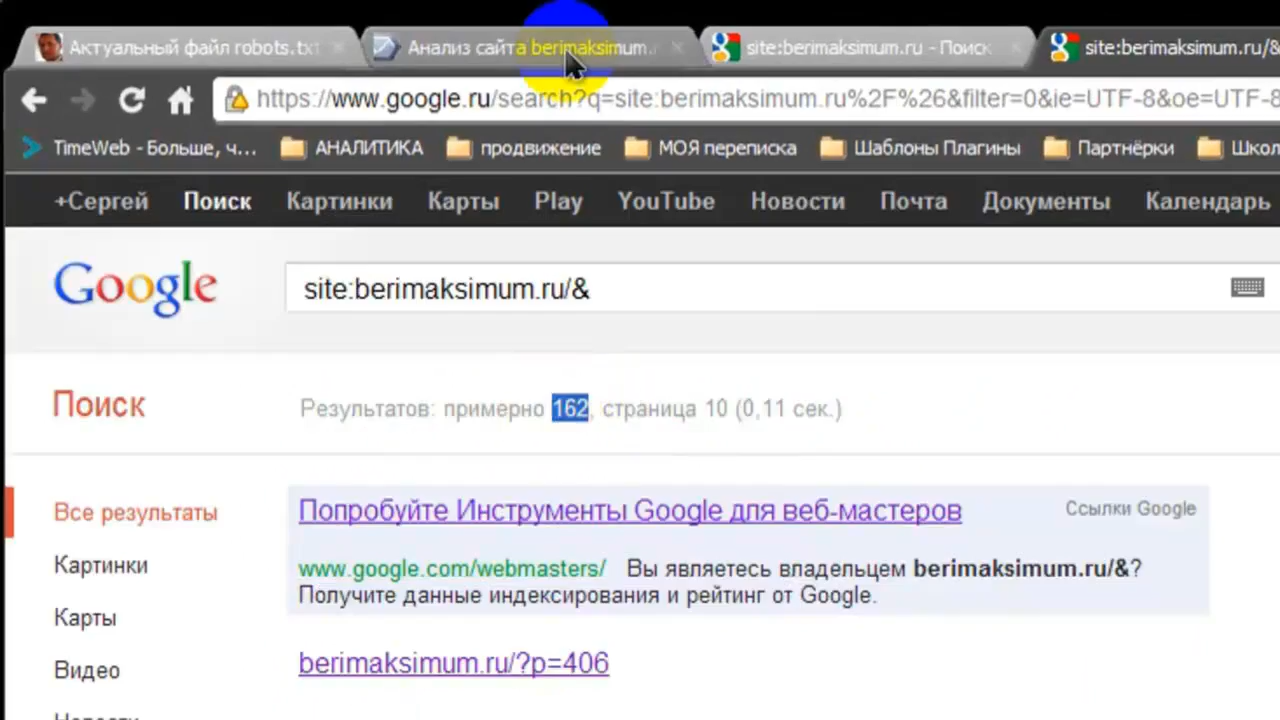 Актуальный файл robots.txt
Анализ сайта berimaksimum.r
site:berimaksimum.ru - Поиск
site:berimaksimum.ru/&
https://www.google.ru/search?q=site:berimaksimum.ru%2F%26&filter=0&ie=UTF-8&oe=UTF-8
TimeWeb - Больше, ч...
АНАЛИТИКА
продвижение
МОЯ переписка
Шаблоны Плагины
Партнёрки
Школ
+Сергей Поиск Картинки Карты Play YouTube Новости Почта Документы Календарь
Google
site:berimaksimum.ru/&
Поиск
Результатов: примерно 162, страница 10 (0,11 сек.)
Все результаты
Картинки
Карты
Видео
Новости
Попробуйте Инструменты Google для веб-мастеров
Ссылки Google
www.google.com/webmasters/ Вы являетесь владельцем berimaksimum.ru/&?
Получите данные индексирования и рейтинг от Google.
berimaksimum.ru/?p=406